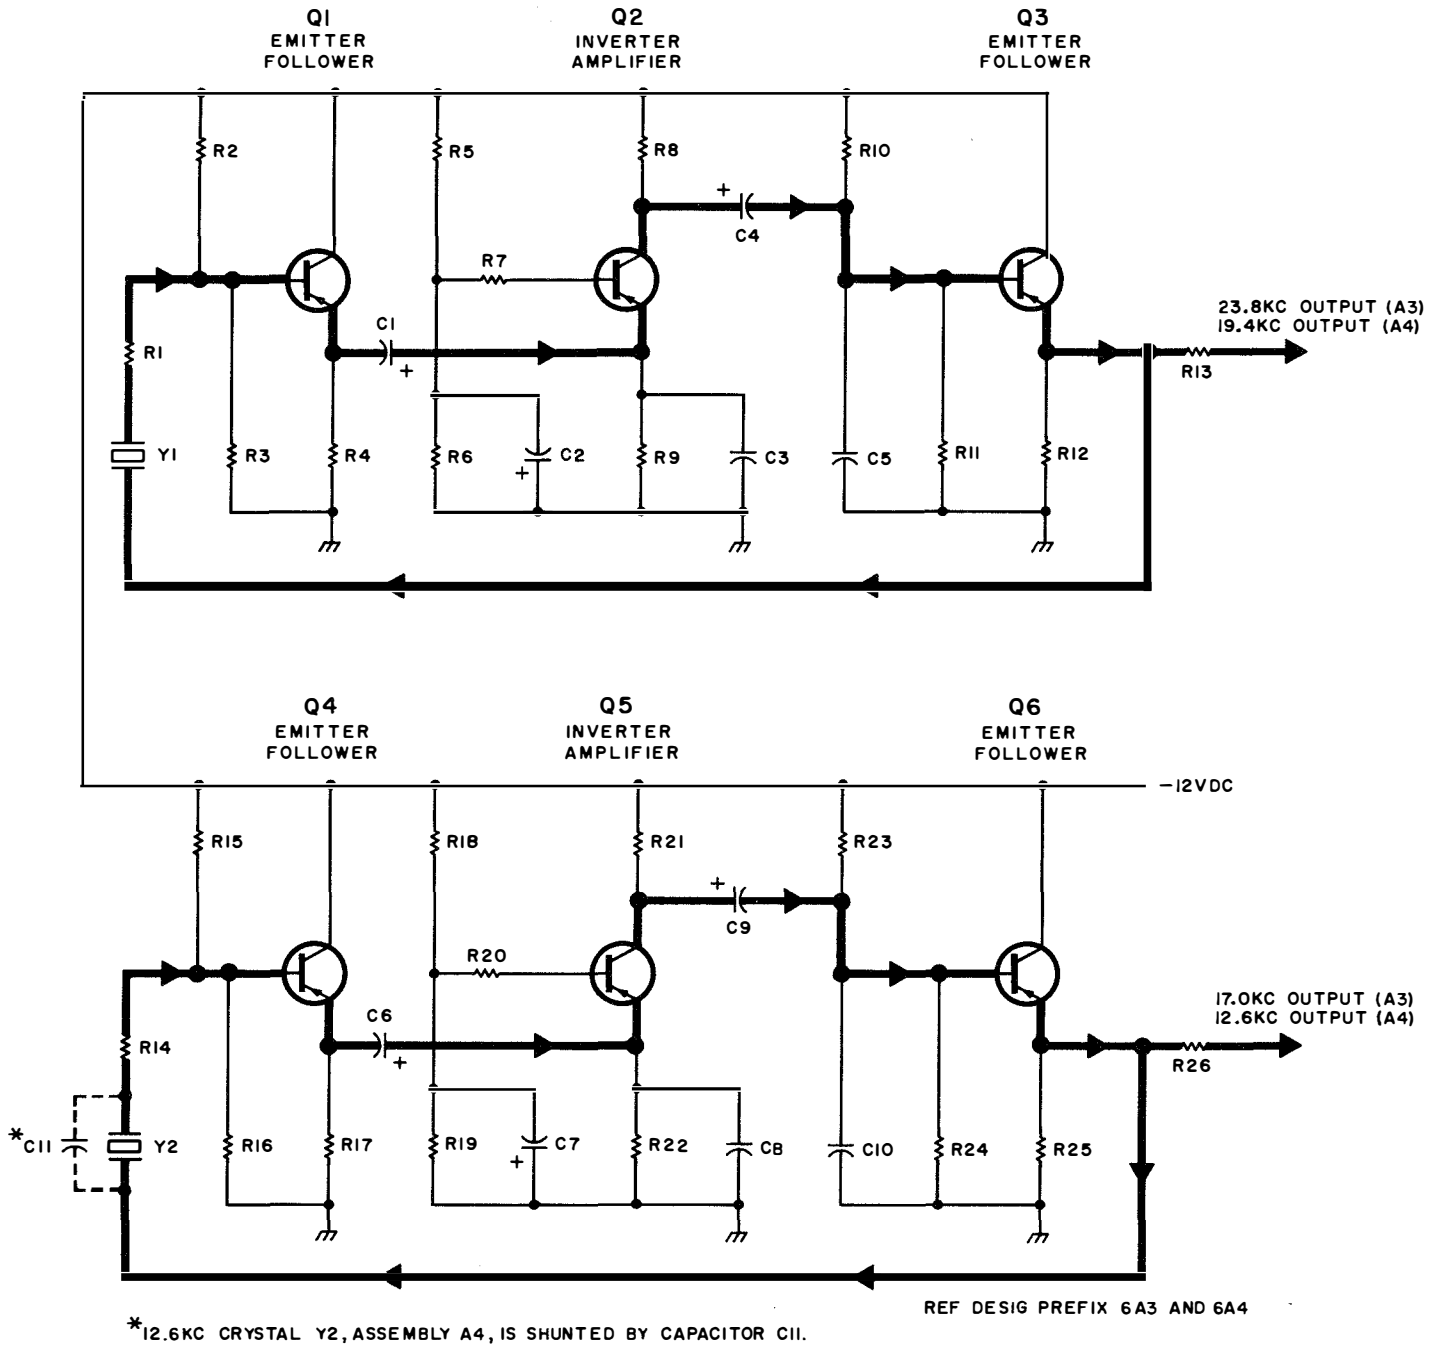 Q1
EMITTER
FOLLOWER
Q2
INVERTER
AMPLIFIER
Q3
EMITTER
FOLLOWER
R2
R5
R8
R10
+
C4
R7
C1
+
R1
23.8KC OUTPUT (A3)
19.4KC OUTPUT (A4)
R13
Y1
R3
R4
R6
+
C2
R9
C3
C5
R11
R12
Q4
EMITTER
FOLLOWER
Q5
INVERTER
AMPLIFIER
Q6
EMITTER
FOLLOWER
-12VDC
R15
R18
R21
R23
+
C9
R20
C6
+
R14
17.0KC OUTPUT (A3)
12.6KC OUTPUT (A4)
R26
*C11
Y2
R16
R17
R19
+
C7
R22
C8
C10
R24
R25
REF DESIG PREFIX 6A3 AND 6A4
*12.6KC CRYSTAL Y2, ASSEMBLY A4, IS SHUNTED BY CAPACITOR C11.